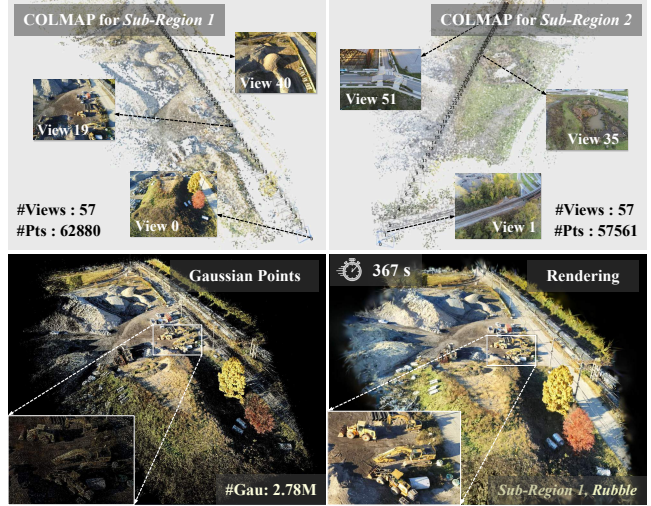 COLMAP for Sub-Region 1
View 40
View 19
View 0
#Views : 57
#Pts : 62880
COLMAP for Sub-Region 2
View 51
View 35
View 1
#Views : 57
#Pts : 57561
Gaussian Points
#Gau: 2.78M
367 s
Rendering
Sub-Region 1, Rubble